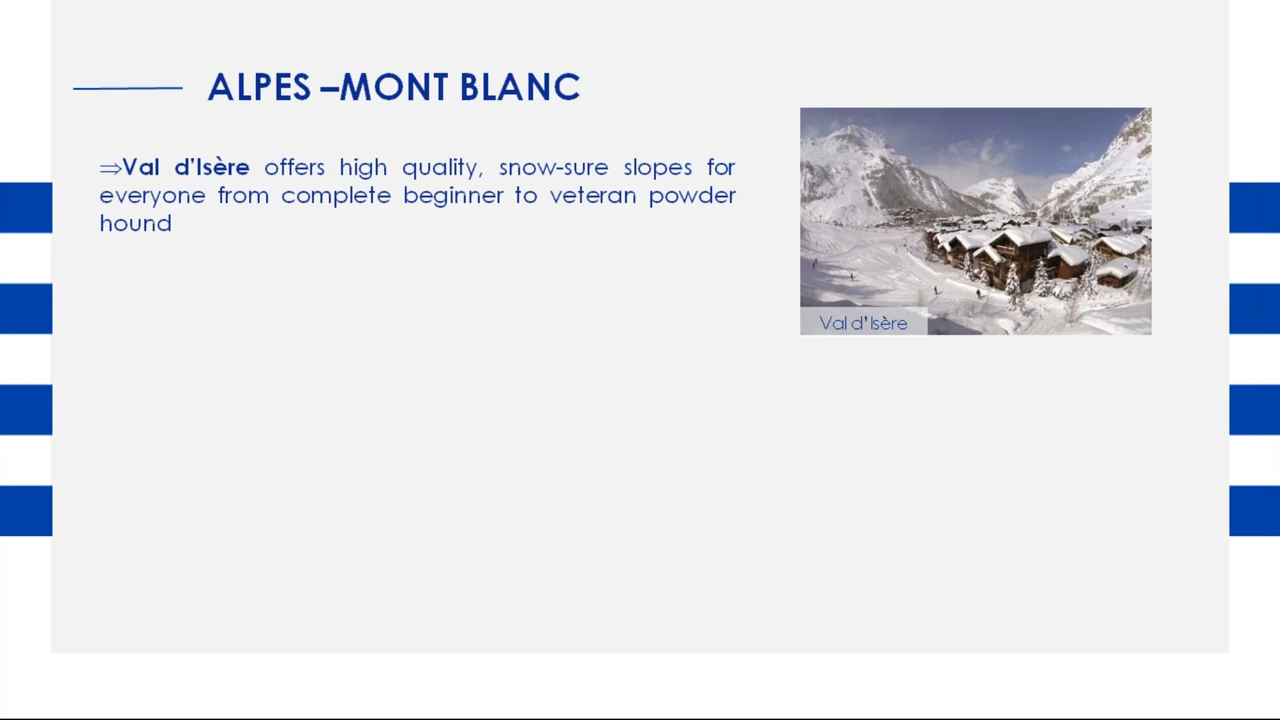 ALPES –MONT BLANC
⇒Val d’Isère offers high quality, snow-sure slopes for
everyone from complete beginner to veteran powder
hound
Val d’Isère